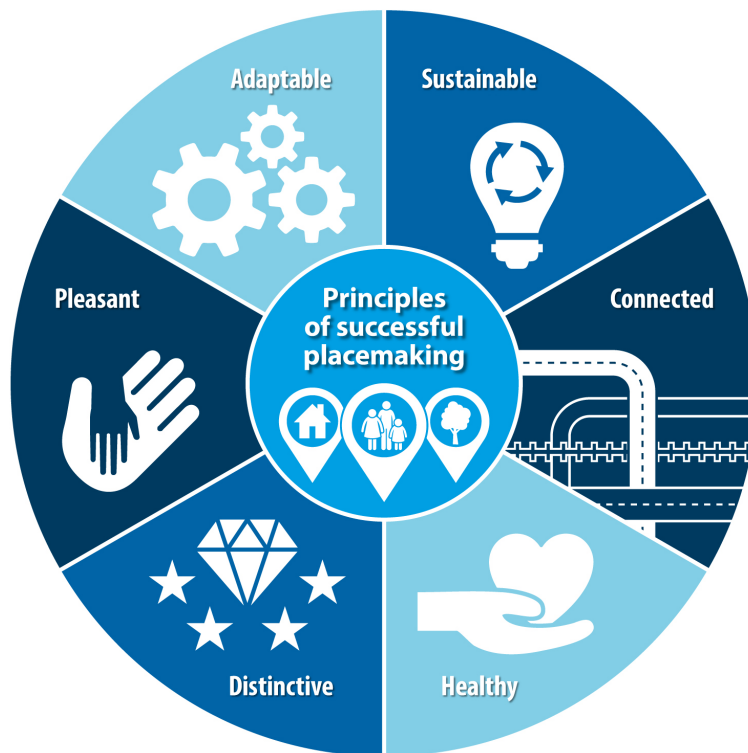 Adaptable
Sustainable
Pleasant
Connected
Principles
of successful
placemaking
Distinctive
Healthy